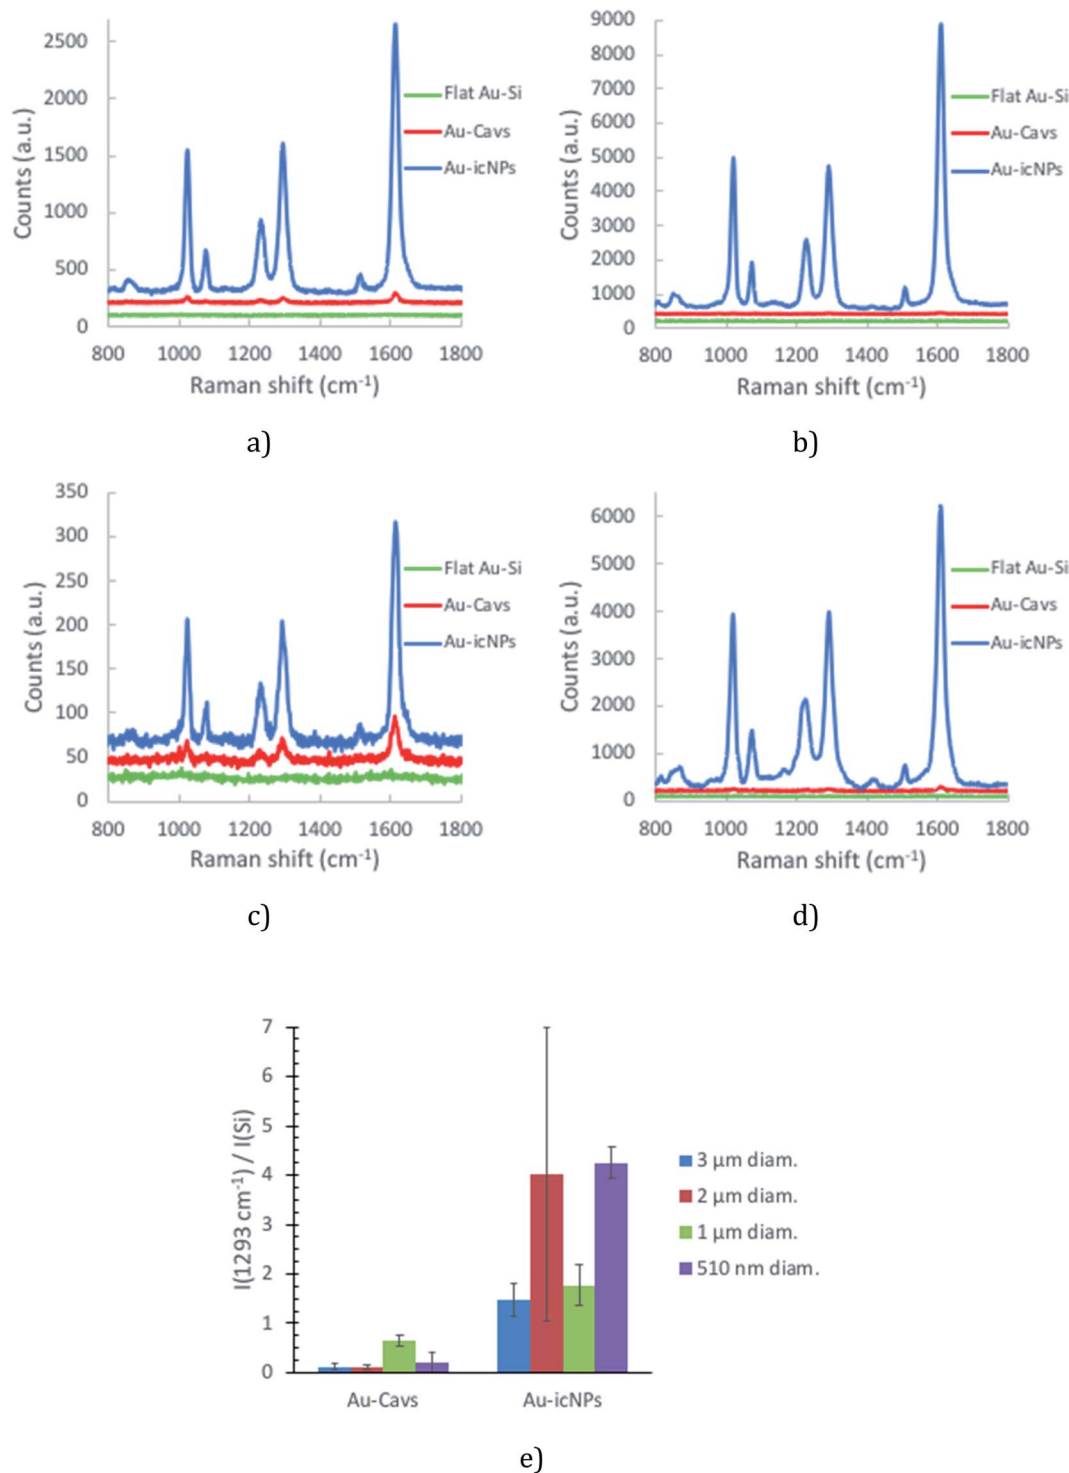 2500
2000
1500
1000
500
0
Counts (a.u.)
Flat Au-Si
Au-Cavs
Au-icNPs
800 1000 1200 1400 1600 1800
Raman shift (cm⁻¹)
a)
9000
8000
7000
6000
5000
4000
3000
2000
1000
0
Counts (a.u.)
Flat Au-Si
Au-Cavs
Au-icNPs
800 1000 1200 1400 1600 1800
Raman shift (cm⁻¹)
b)
350
300
250
200
150
100
50
0
Counts (a.u.)
Flat Au-Si
Au-Cavs
Au-icNPs
800 1000 1200 1400 1600 1800
Raman shift (cm⁻¹)
c)
6000
5000
4000
3000
2000
1000
0
Counts (a.u.)
Flat Au-Si
Au-Cavs
Au-icNPs
800 1000 1200 1400 1600 1800
Raman shift (cm⁻¹)
d)
7
6
5
4
3
2
1
0
I(1293 cm⁻¹) / I(Si)
Au-Cavs Au-icNPs
3 µm diam.
2 µm diam.
1 µm diam.
510 nm diam.
e)